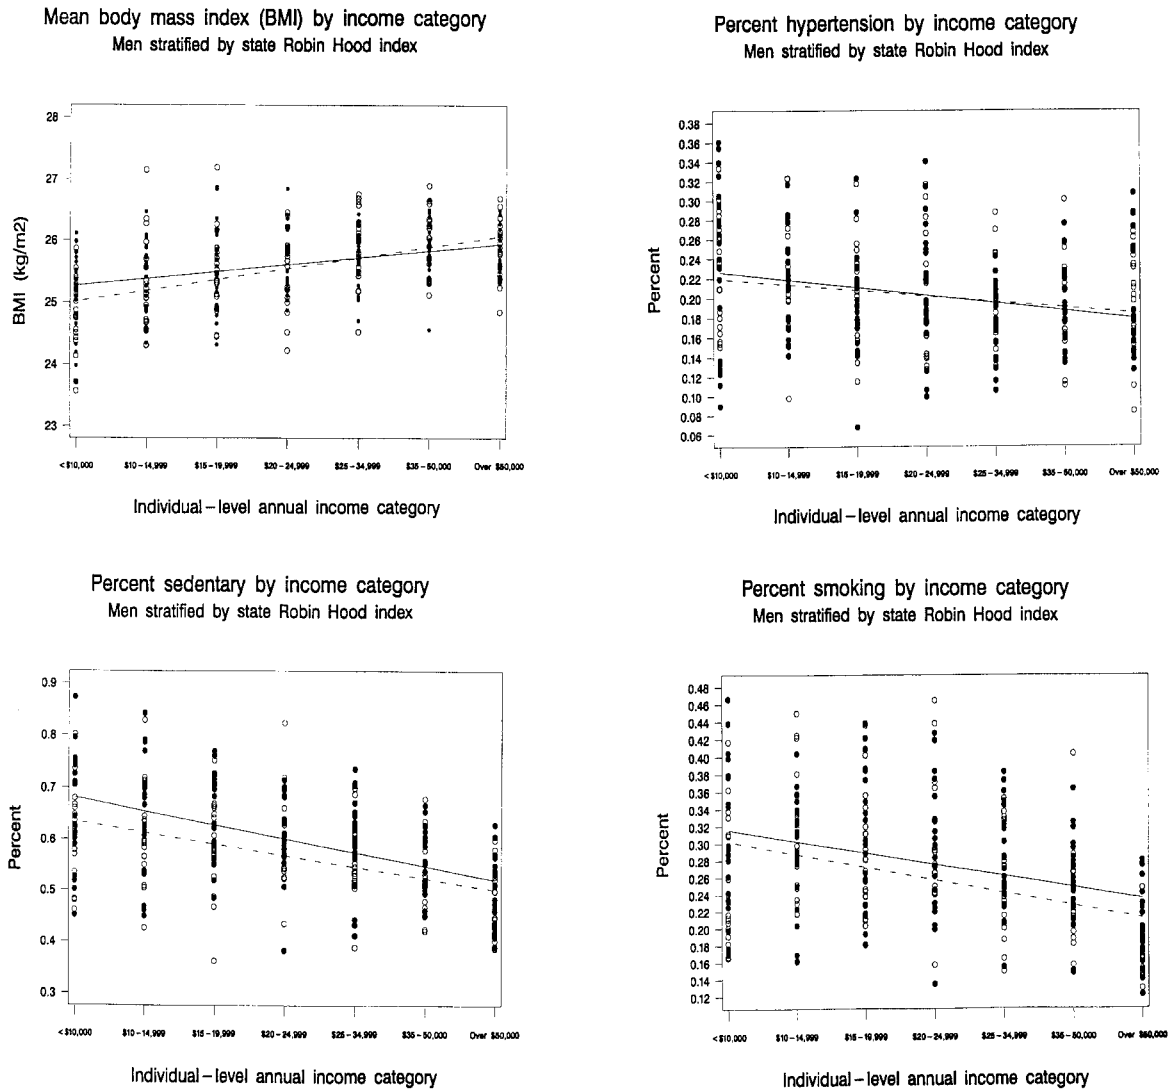 Mean body mass index (BMI) by income category
Men stratified by state Robin Hood index
28
27
26
25
24
23
BMI (kg/m2)
<$10,000 $10-14,999 $15-19,999 $20-24,999 $25-34,999 $35-50,000 Over $50,000
Individual-level annual income category
Percent hypertension by income category
Men stratified by state Robin Hood index
0.38
0.36
0.34
0.32
0.30
0.28
0.26
0.24
0.22
0.20
0.18
0.16
0.14
0.12
0.10
0.08
0.06
Percent
<$10,000 $10-14,999 $15-19,999 $20-24,999 $25-34,999 $35-50,000 Over $50,000
Individual-level annual income category
Percent sedentary by income category
Men stratified by state Robin Hood index
0.9
0.8
0.7
0.6
0.5
0.4
0.3
Percent
<$10,000 $10-14,999 $15-19,999 $20-24,999 $25-34,999 $35-50,000 Over $50,000
Individual-level annual income category
Percent smoking by income category
Men stratified by state Robin Hood index
0.48
0.46
0.44
0.42
0.40
0.38
0.36
0.34
0.32
0.30
0.28
0.26
0.24
0.22
0.20
0.18
0.16
0.14
0.12
Percent
<$10,000 $10-14,999 $15-19,999 $20-24,999 $25-34,999 $35-50,000 Over $50,000
Individual-level annual income category